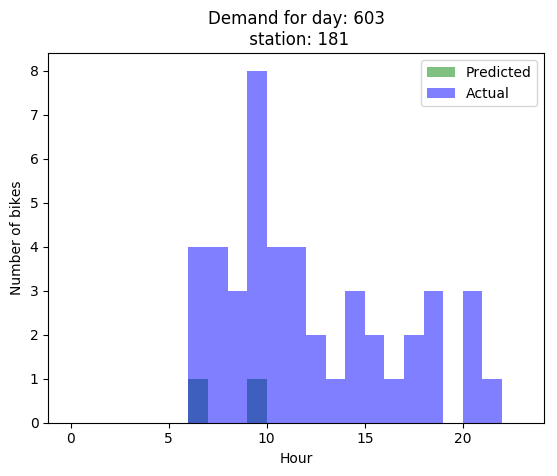 Demand for day: 603
station: 181
Predicted
Actual
Number of bikes
8
7
6
5
4
3
2
1
0
0 5 10 15 20
Hour